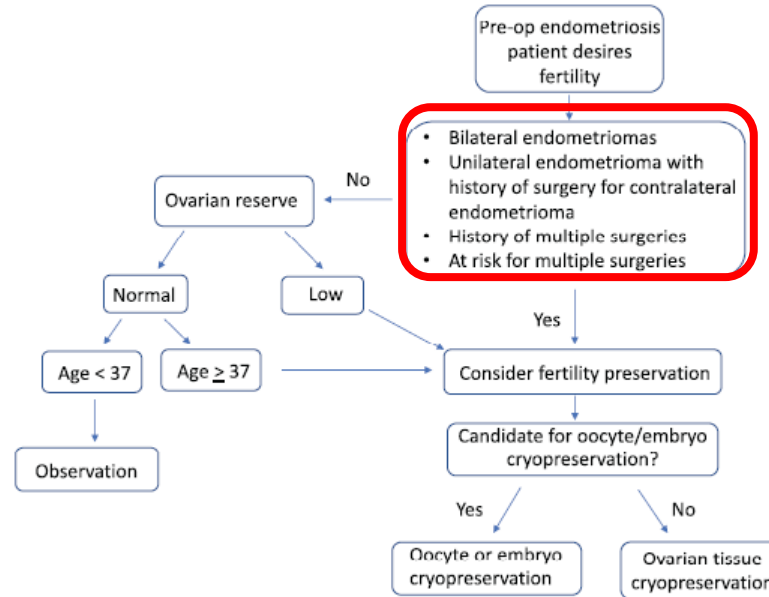 Pre-op endometriosis
patient desires
fertility
• Bilateral endometriomas
• Unilateral endometrioma with
history of surgery for contralateral
endometrioma
• History of multiple surgeries
• At risk for multiple surgeries
No
Ovarian reserve
Normal
Low
Yes
Age < 37
Age ≥ 37
Consider fertility preservation
Observation
Candidate for oocyte/embryo
cryopreservation?
Yes
No
Oocyte or embryo
cryopreservation
Ovarian tissue
cryopreservation